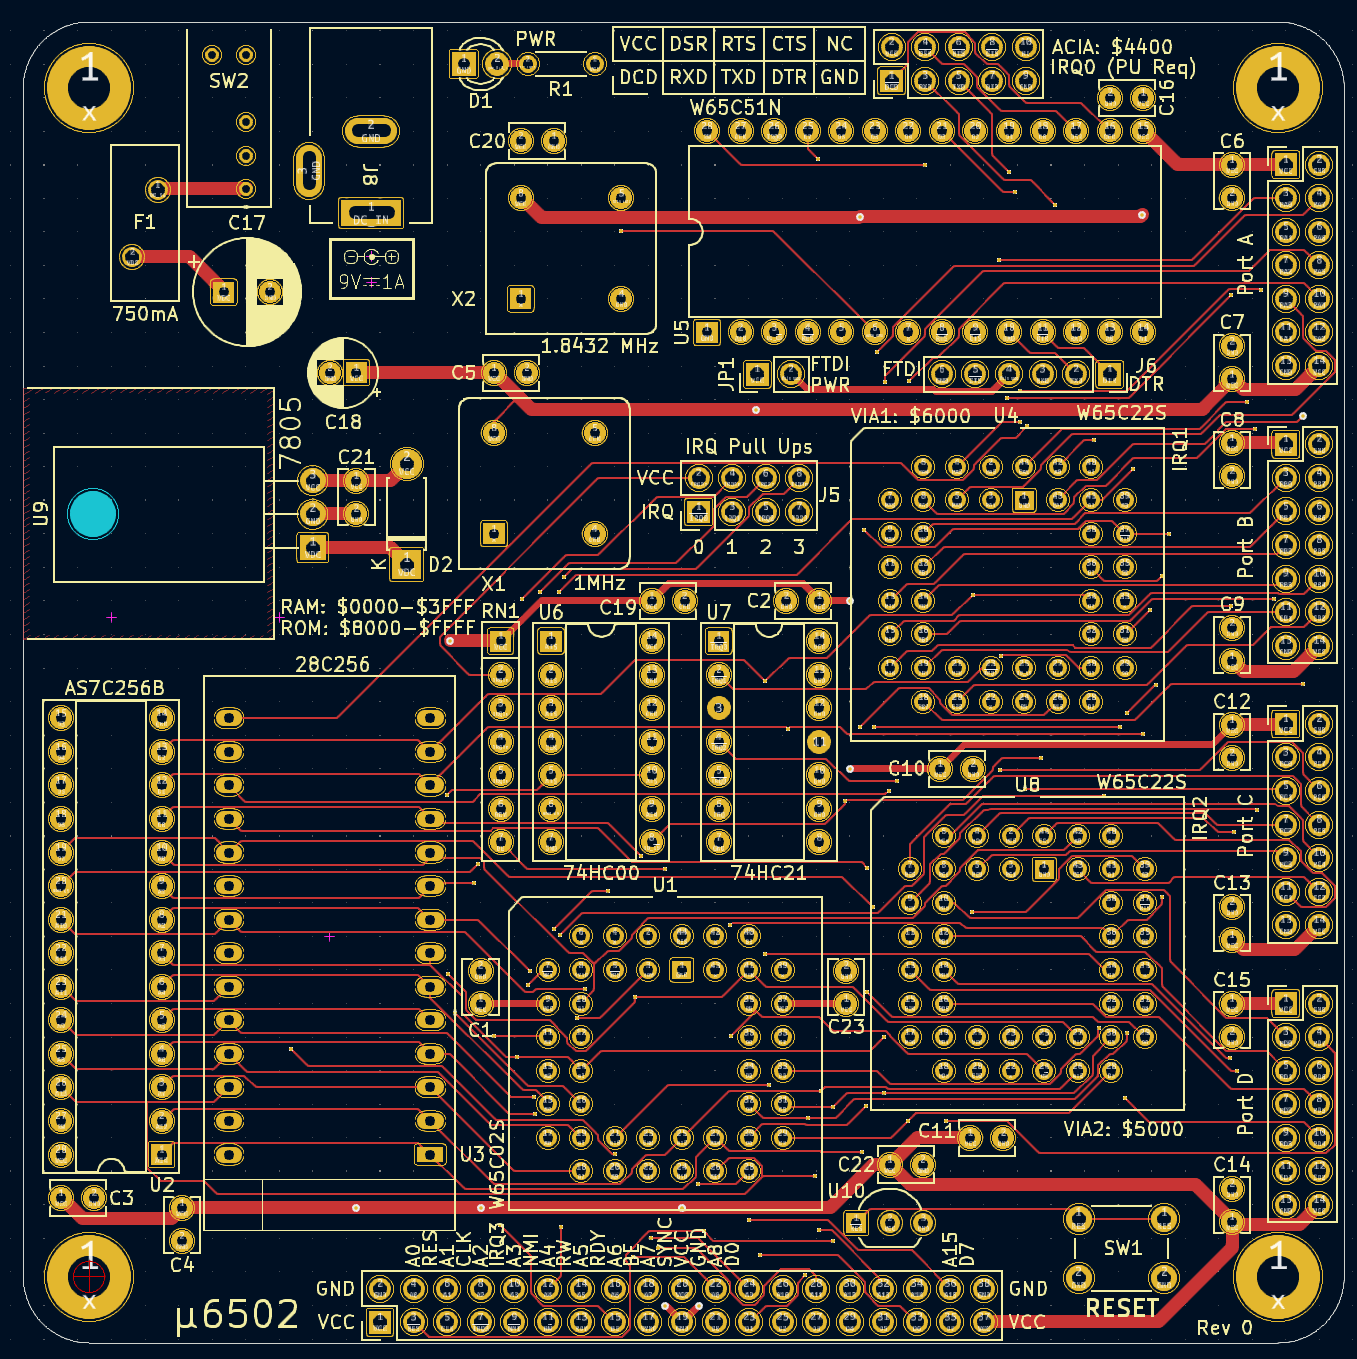 1
x
SW2
PWR
D1
R1
VCC DSR RTS CTS NC
DCD RXD TXD DTR GND
W65C51N
ACIA: $4400
IRQ0 (PU Req)
C16
1
x
C20
J8
DC_IN
F1
C17
+
9V 1A
750mA
X2
1.8432 MHz
U5
C6
Port A
C7
C5
C18
+
JP1
FTDI
PWR
FTDI
J6
DTR
VIA1: $6000
U4
W65C22S
IRQ1
C8
7805
U9
C21
K
D2
IRQ Pull Ups
VCC
IRQ
J5
0 1 2 3
Port B
X1
1MHz
RAM: $0000-$3FFF
ROM: $8000-$FFFF
RN1
U6
C19
U7
C2
28C256
AS7C256B
C9
C12
C10
U8
W65C22S
IRQ2
Port C
74HC00
74HC21
U1
C13
C1
C23
C15
Port D
VIA2: $5000
C11
C22
U10
U3
W65C02S
U2
C3
C4
C14
SW1
RESET
A0
RES
A1
CLK
A2
IRQ3
A3
NMI
A4
RW
A5
RDY
A6
BE
A7
SYNC
VCC
GND
A8
D0
A15
D7
GND
GND
VCC
VCC
1
x
µ6502
1
x
Rev 0